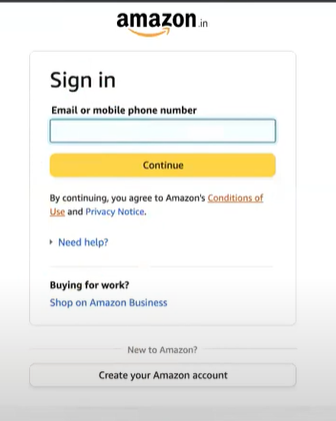 amazon.in
Sign in
Email or mobile phone number
Continue
By continuing, you agree to Amazon's Conditions of
Use and Privacy Notice.
Need help?
Buying for work?
Shop on Amazon Business
New to Amazon?
Create your Amazon account